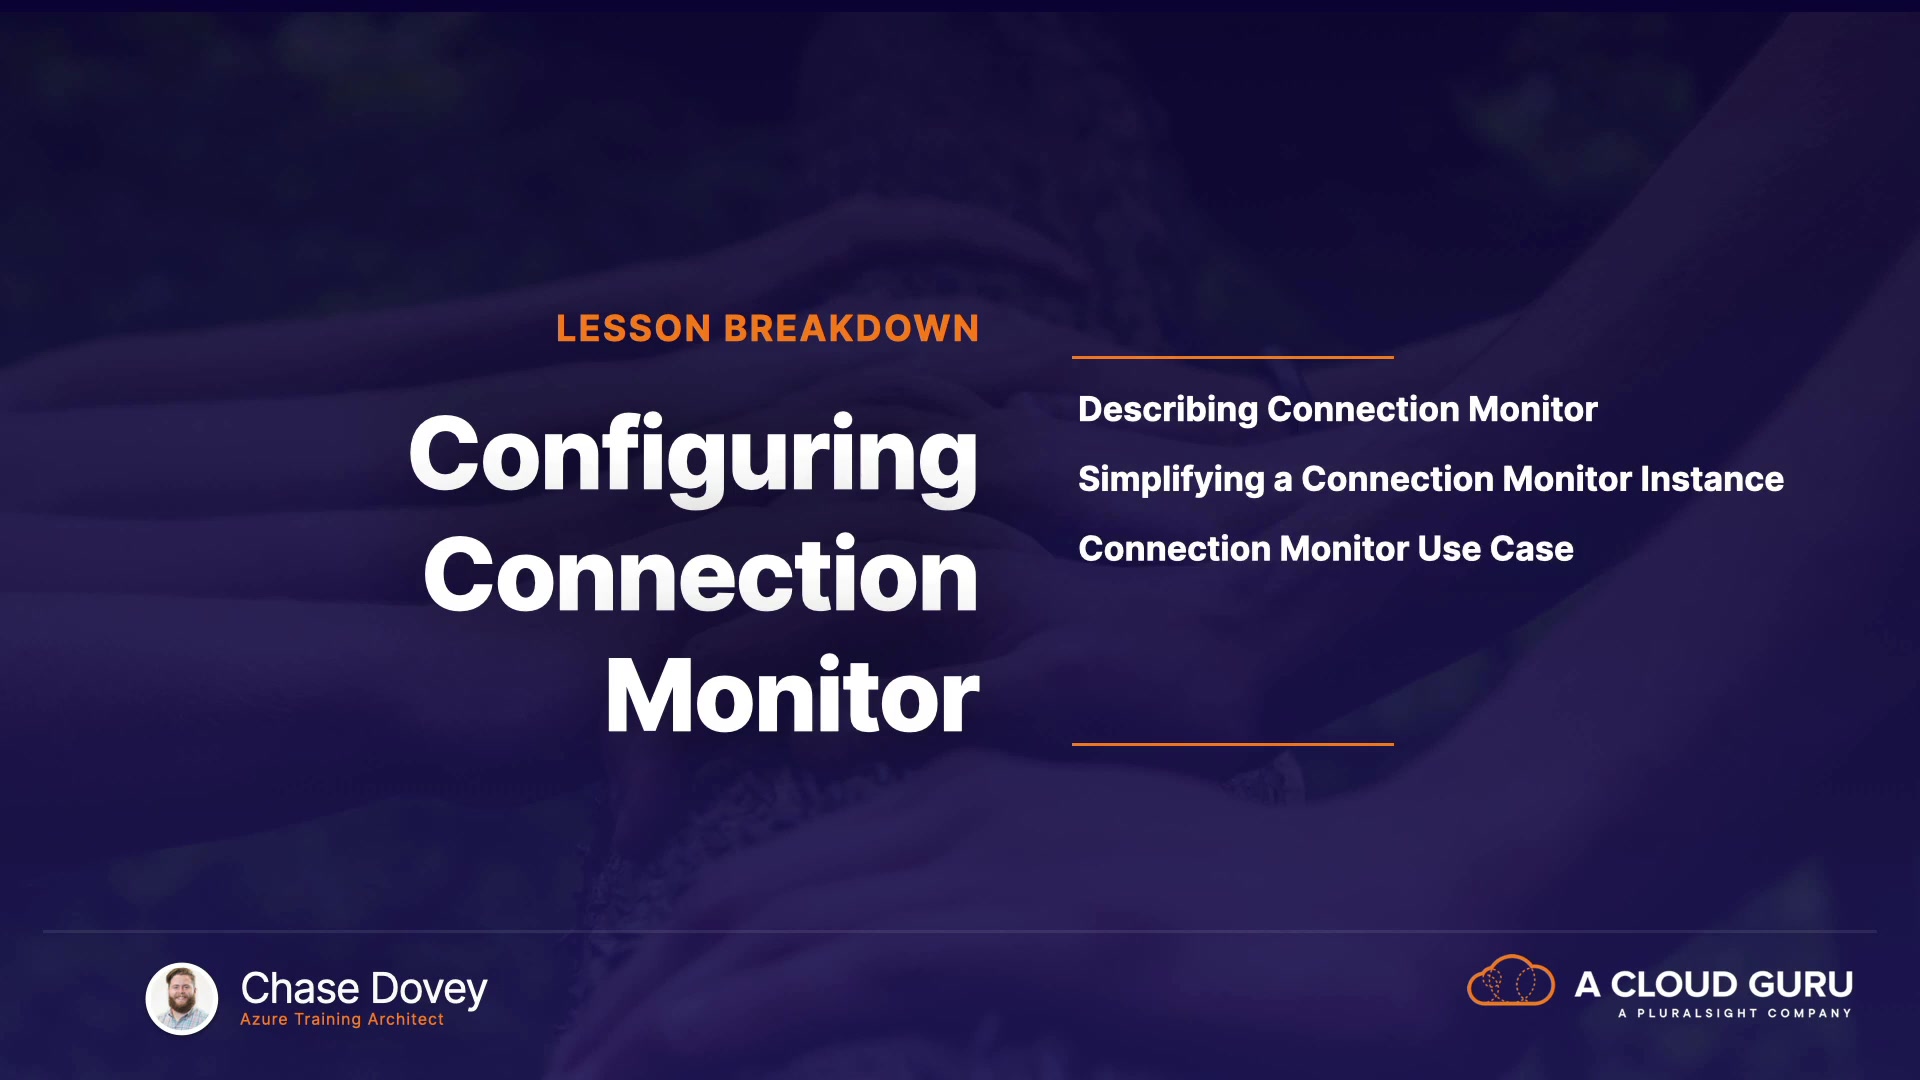 LESSON BREAKDOWN
Configuring
Connection
Monitor
Describing Connection Monitor
Simplifying a Connection Monitor Instance
Connection Monitor Use Case
Chase Dovey
Azure Training Architect
A CLOUD GURU
A PLURALSIGHT COMPANY